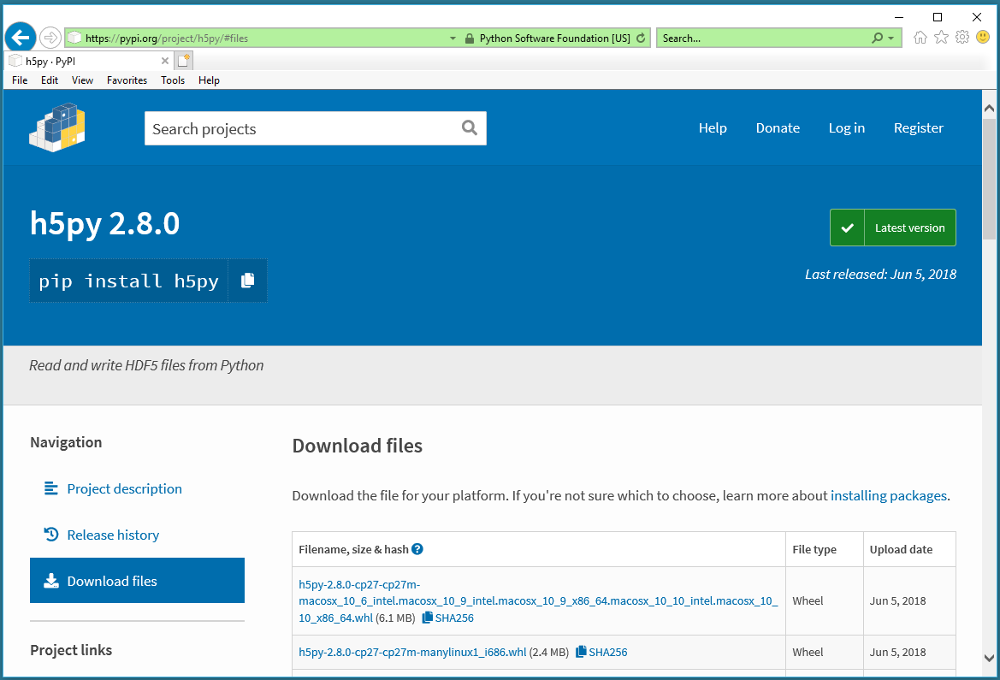 https://pypi.org/project/h5py/#files
Python Software Foundation [US]
Search...
h5py · PyPI
File Edit View Favorites Tools Help
Search projects
Help Donate Log in Register
h5py 2.8.0
Latest version
pip install h5py
Last released: Jun 5, 2018
Read and write HDF5 files from Python
Navigation
Project description
Release history
Download files
Project links
Download files
Download the file for your platform. If you're not sure which to choose, learn more about installing packages.
Filename, size & hash ? File type Upload date
h5py-2.8.0-cp27-cp27m-
macosx_10_6_intel.macosx_10_9_intel.macosx_10_9_x86_64.macosx_10_10_intel.macosx_10_
10_x86_64.whl (6.1 MB) SHA256 Wheel Jun 5, 2018
h5py-2.8.0-cp27-cp27m-manylinux1_i686.whl (2.4 MB) SHA256 Wheel Jun 5, 2018